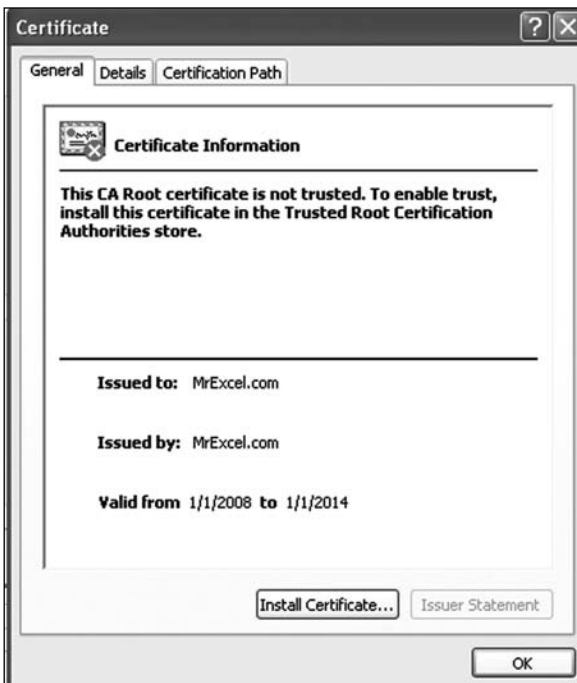 Certificate
General Details Certification Path
Certificate Information
This CA Root certificate is not trusted. To enable trust,
install this certificate in the Trusted Root Certification
Authorities store.
Issued to: MrExcel.com
Issued by: MrExcel.com
Valid from 1/1/2008 to 1/1/2014
Install Certificate... Issuer Statement
OK